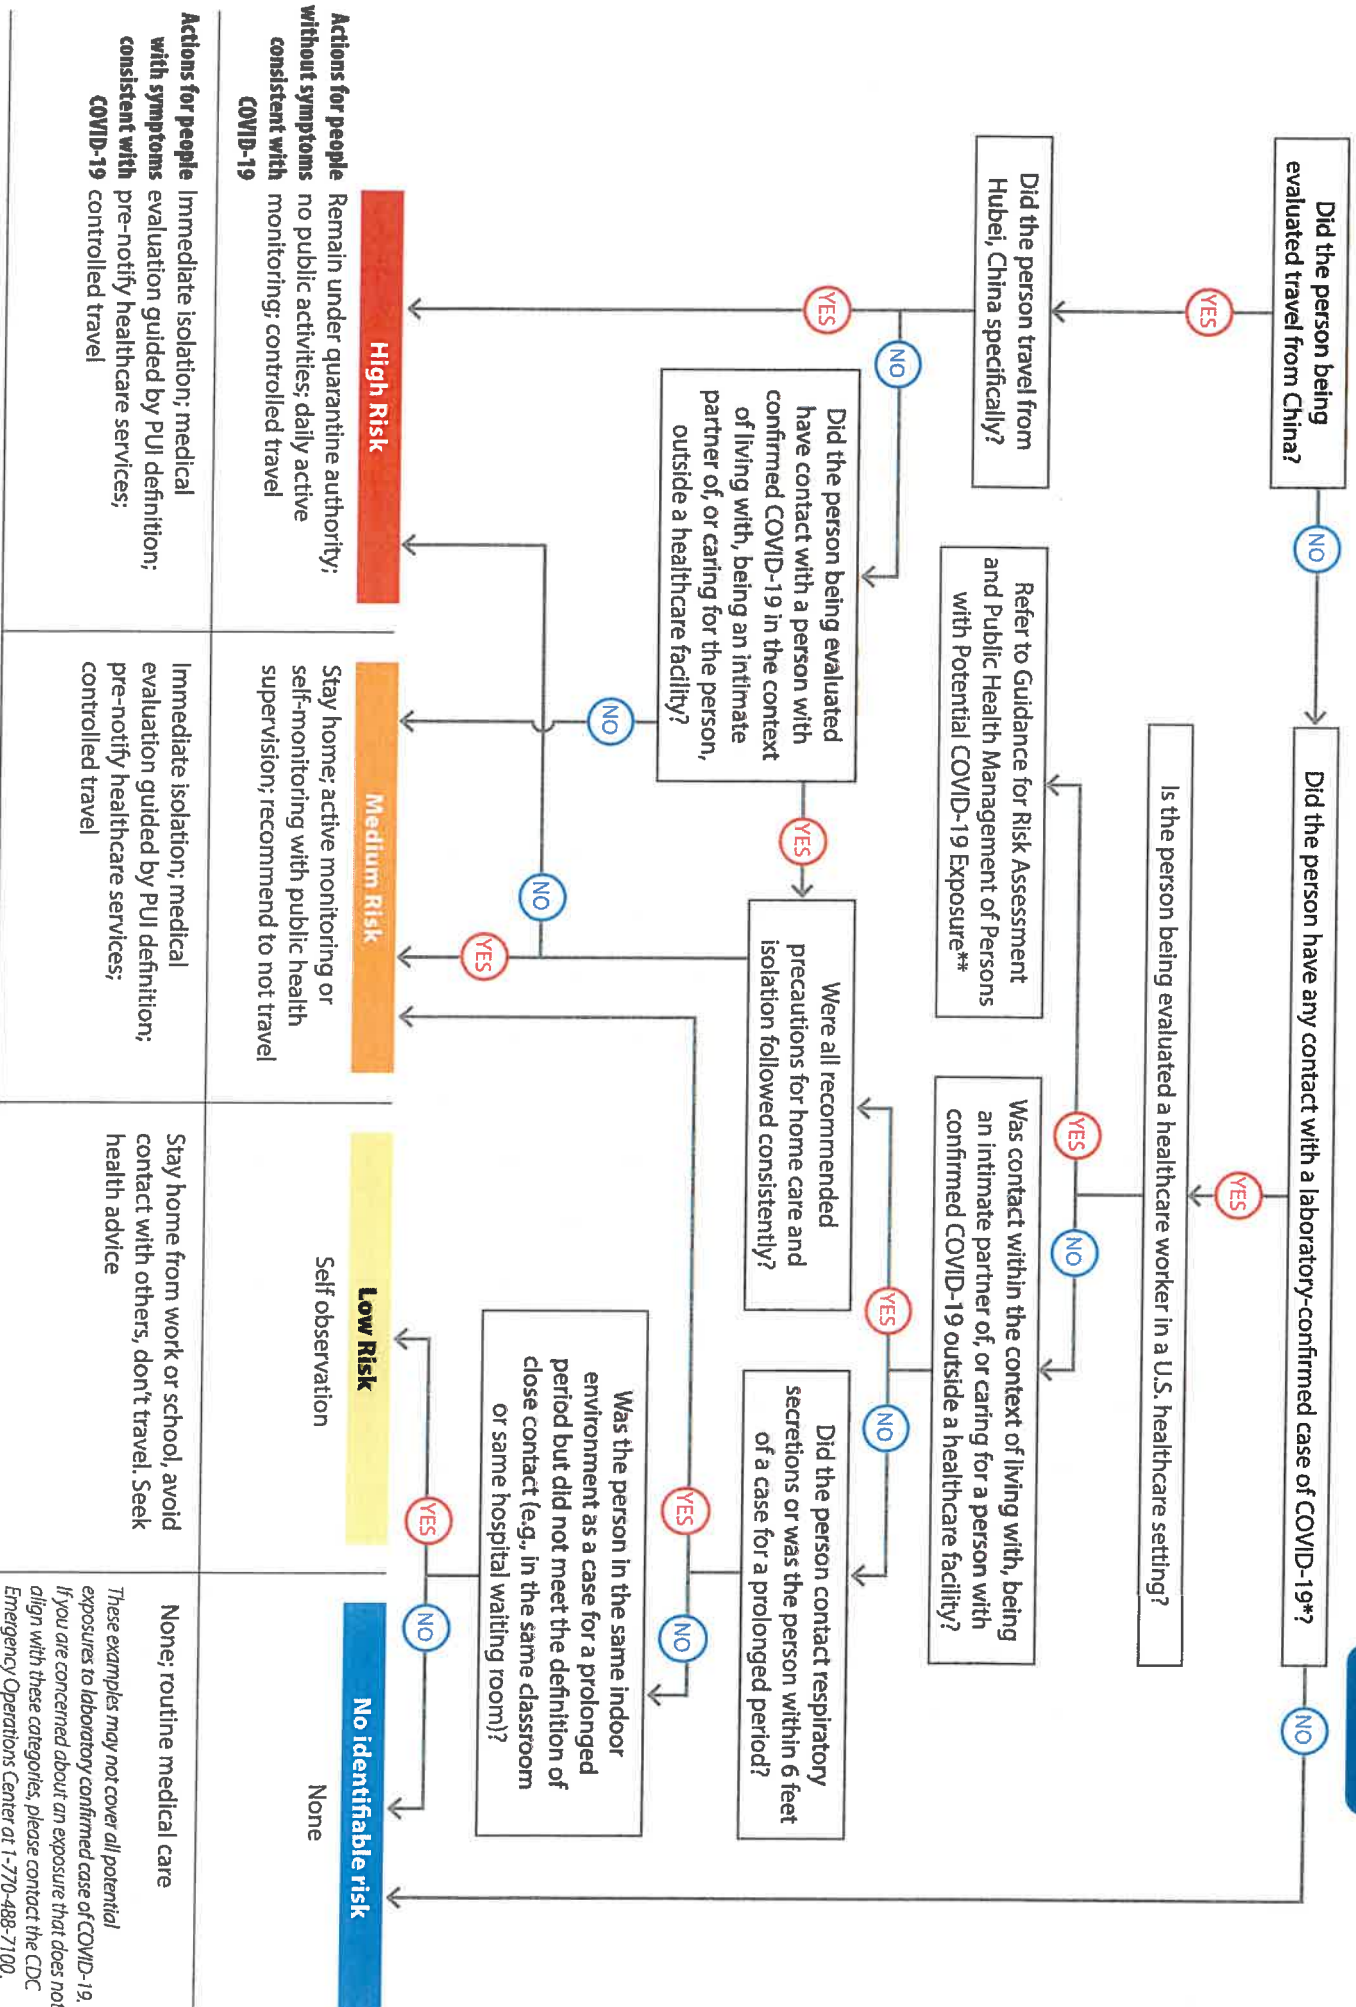 Did the person being
evaluated travel from China?
NO
Did the person have any contact with a laboratory-confirmed case of COVID-19*?
NO
YES
YES
Is the person being evaluated a healthcare worker in a U.S. healthcare setting?
Did the person travel from
Hubei, China specifically?
YES
NO
Refer to Guidance for Risk Assessment
and Public Health Management of Persons
with Potential COVID-19 Exposure**
Was contact within the context of living with, being
an intimate partner of, or caring for a person with
confirmed COVID-19 outside a healthcare facility?
NO
YES
NO
YES
Did the person being evaluated
have contact with a person with
confirmed COVID-19 in the context
of living with, being an intimate
partner of, or caring for the person,
outside a healthcare facility?
YES
Were all recommended
precautions for home care and
isolation followed consistently?
Did the person contact respiratory
secretions or was the person within 6 feet
of a case for a prolonged period?
NO
YES
NO
Was the person in the same indoor
environment as a case for a prolonged
period but did not meet the definition of
close contact (e.g., in the same classroom
or same hospital waiting room)?
NO
YES
YES
NO
High Risk
Medium Risk
Low Risk
No identifiable risk
Actions for people
without symptoms
consistent with
COVID-19
Remain under quarantine authority;
no public activities; daily active
monitoring; controlled travel
Stay home; active monitoring or
self-monitoring with public health
supervision; recommend to not travel
Self observation
None
Actions for people
with symptoms
consistent with
COVID-19
Immediate isolation; medical
evaluation guided by PUI definition;
pre-notify healthcare services;
controlled travel
Immediate isolation; medical
evaluation guided by PUI definition;
pre-notify healthcare services;
controlled travel
Stay home from work or school, avoid
contact with others, don't travel. Seek
health advice
None; routine medical care
These examples may not cover all potential
exposures to laboratory confirmed case of COVID-19.
If you are concerned about an exposure that does not
align with these categories, please contact the CDC
Emergency Operations Center at 1-770-488-7100.